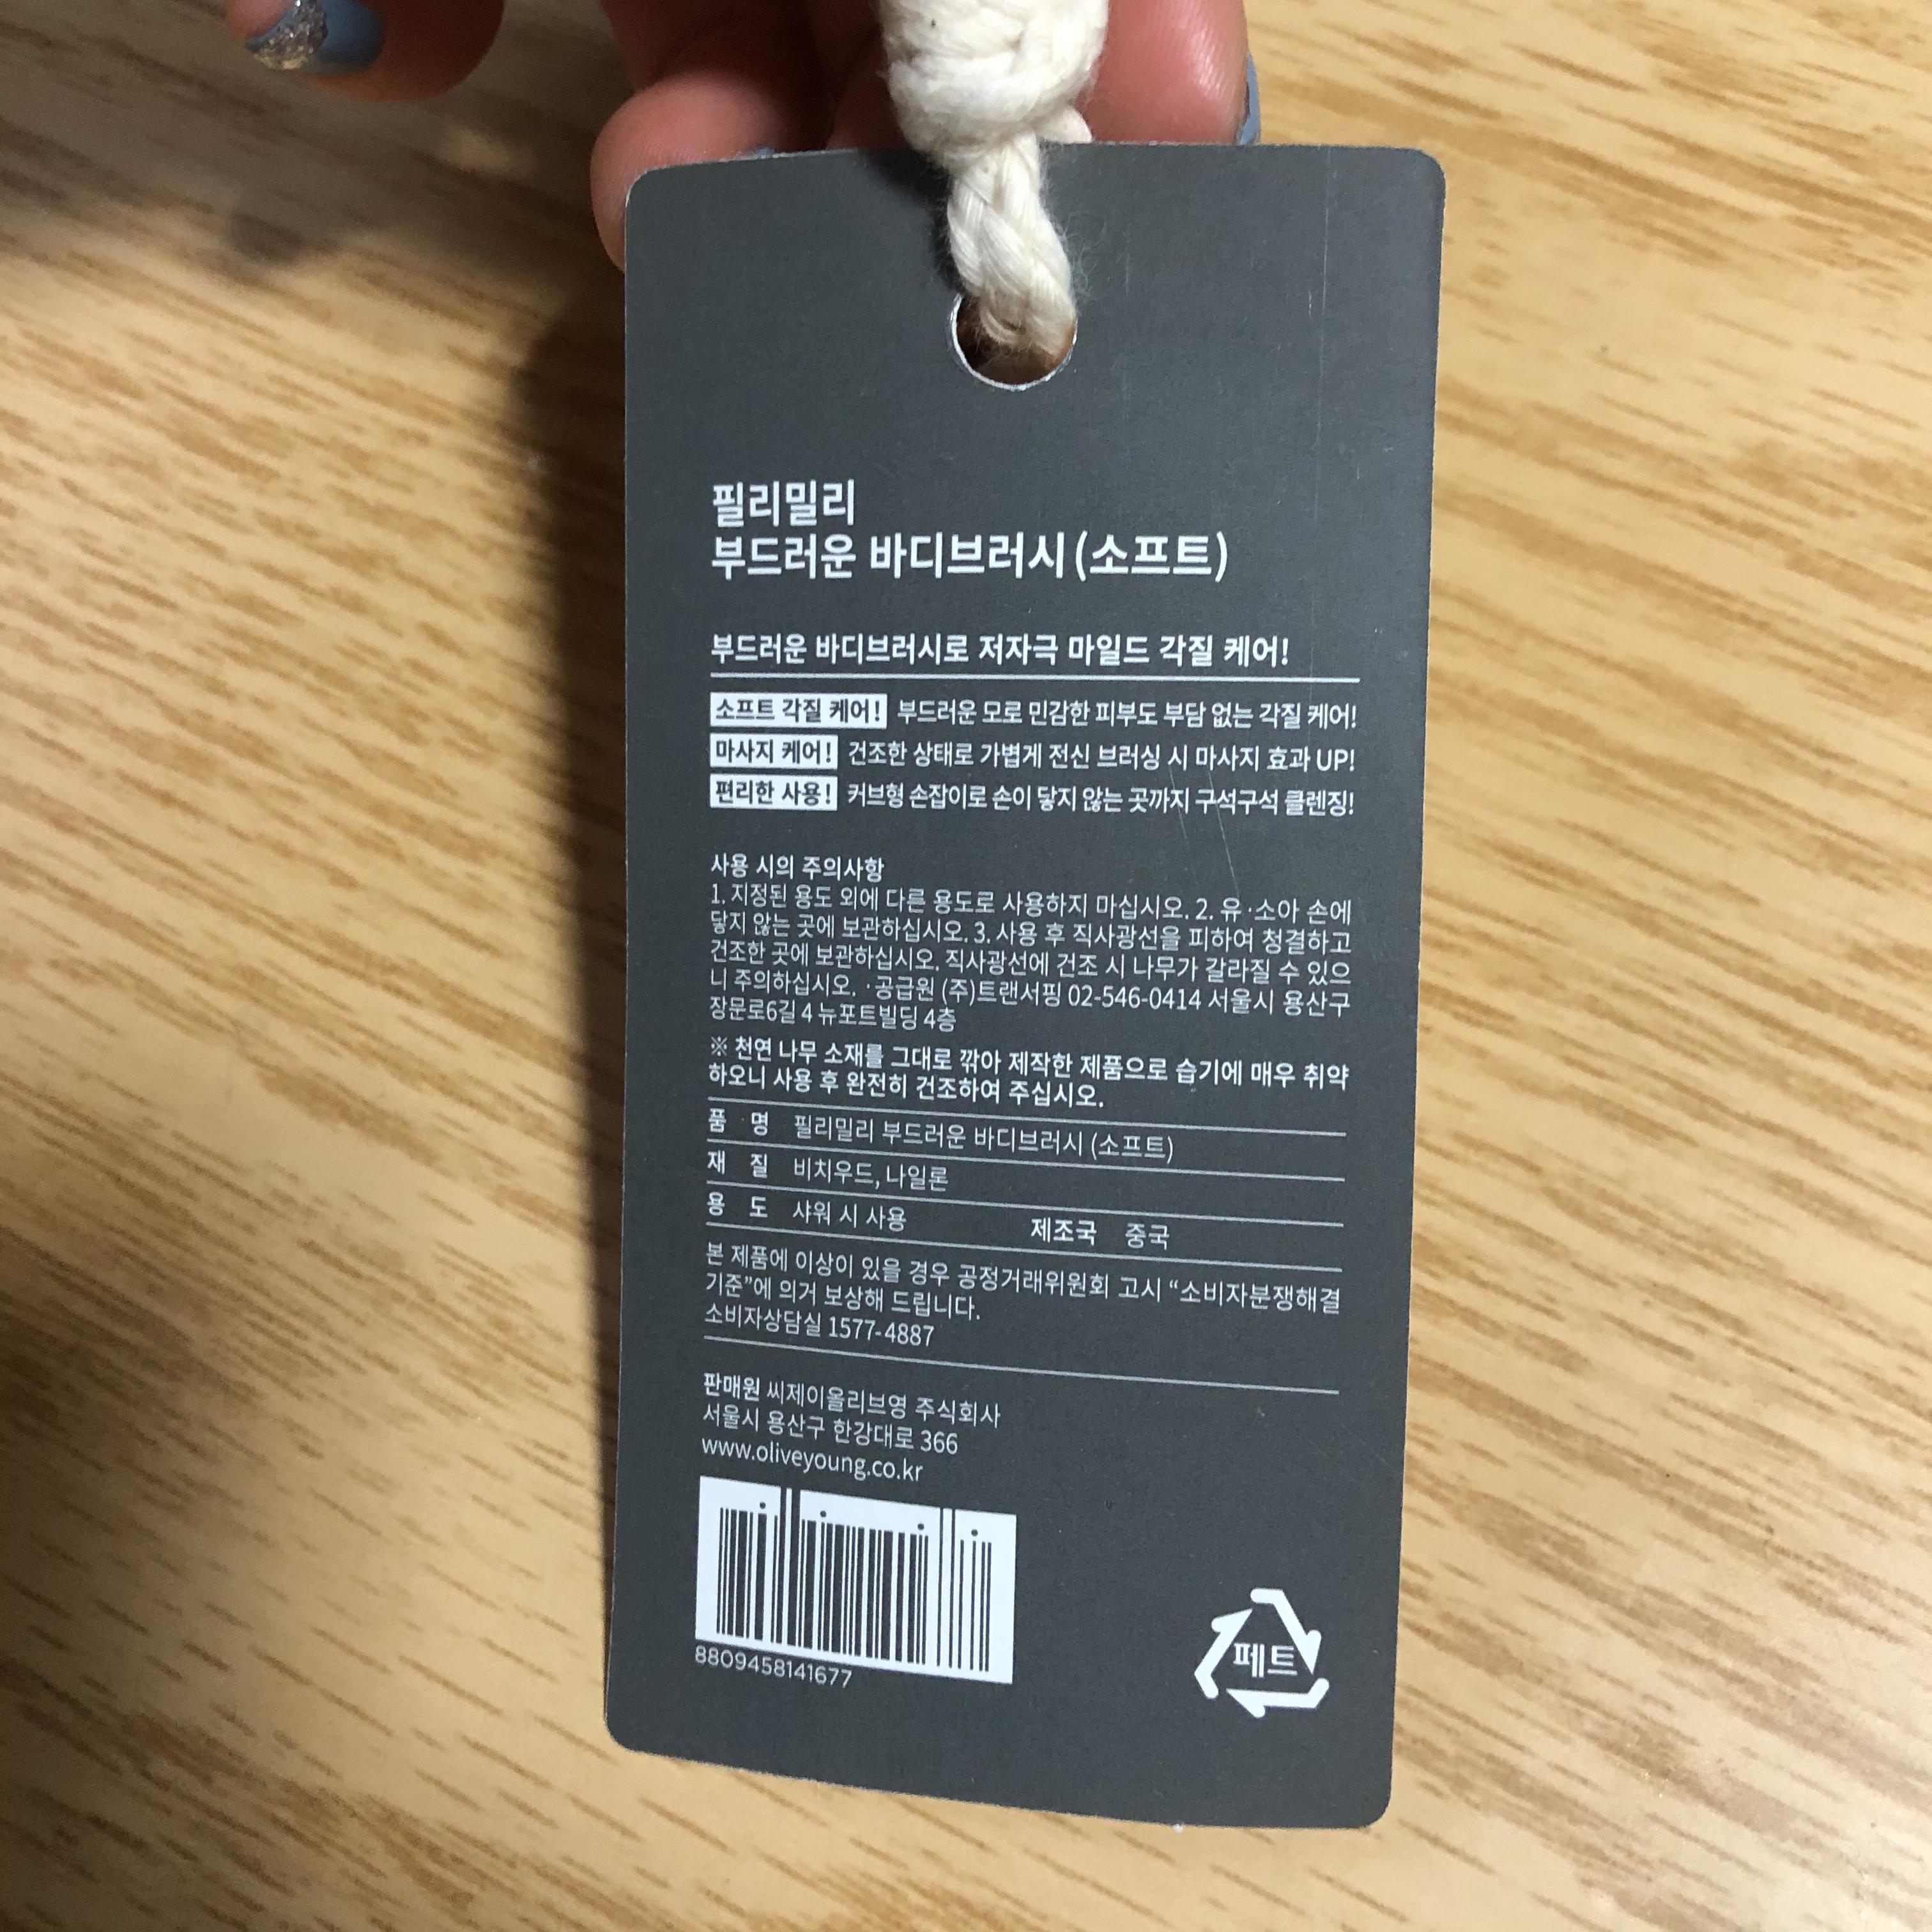 필리밀리
부드러운 바디브러시(소프트)
부드러운 바디브러시로 저자극 마일드 각질 케어!
소프트 각질 케어! 부드러운 모로 민감한 피부도 부담 없는 각질 케어!
마사지 케어! 건조한 상태로 가볍게 전신 브러싱 시 마사지 효과 UP!
편리한 사용! 커브형 손잡이로 손이 닿지 않는 곳까지 구석구석 클렌징!
사용 시의 주의사항
1. 지정된 용도 외에 다른 용도로 사용하지 마십시오. 2. 유·소아 손에
닿지 않는 곳에 보관하십시오. 3. 사용 후 직사광선을 피하여 청결하고
건조한 곳에 보관하십시오. 직사광선에 건조 시 나무가 갈라질 수 있으
니 주의하십시오. ·공급원 (주)트랜서핑 02-546-0414 서울시 용산구
장문로6길 4 뉴포트빌딩 4층
※ 천연 나무 소재를 그대로 깎아 제작한 제품으로 습기에 매우 취약
하오니 사용 후 완전히 건조하여 주십시오.
품 명 필리밀리 부드러운 바디브러시 (소프트)
재 질 비치우드, 나일론
용 도 샤워 시 사용 제조국 중국
본 제품에 이상이 있을 경우 공정거래위원회 고시 “소비자분쟁해결
기준”에 의거 보상해 드립니다.
소비자상담실 1577-4887
판매원 씨제이올리브영 주식회사
서울시 용산구 한강대로 366
www.oliveyoung.co.kr
8809458141677
페트